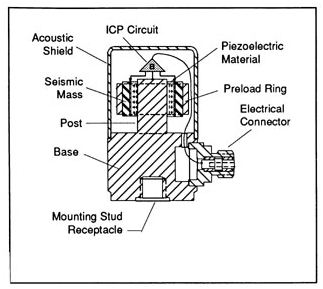 ICP Circuit
Acoustic
Shield
Piezoelectric
Material
Seismic
Mass
Preload Ring
Electrical
Connector
Post
Base
Mounting Stud
Receptacle